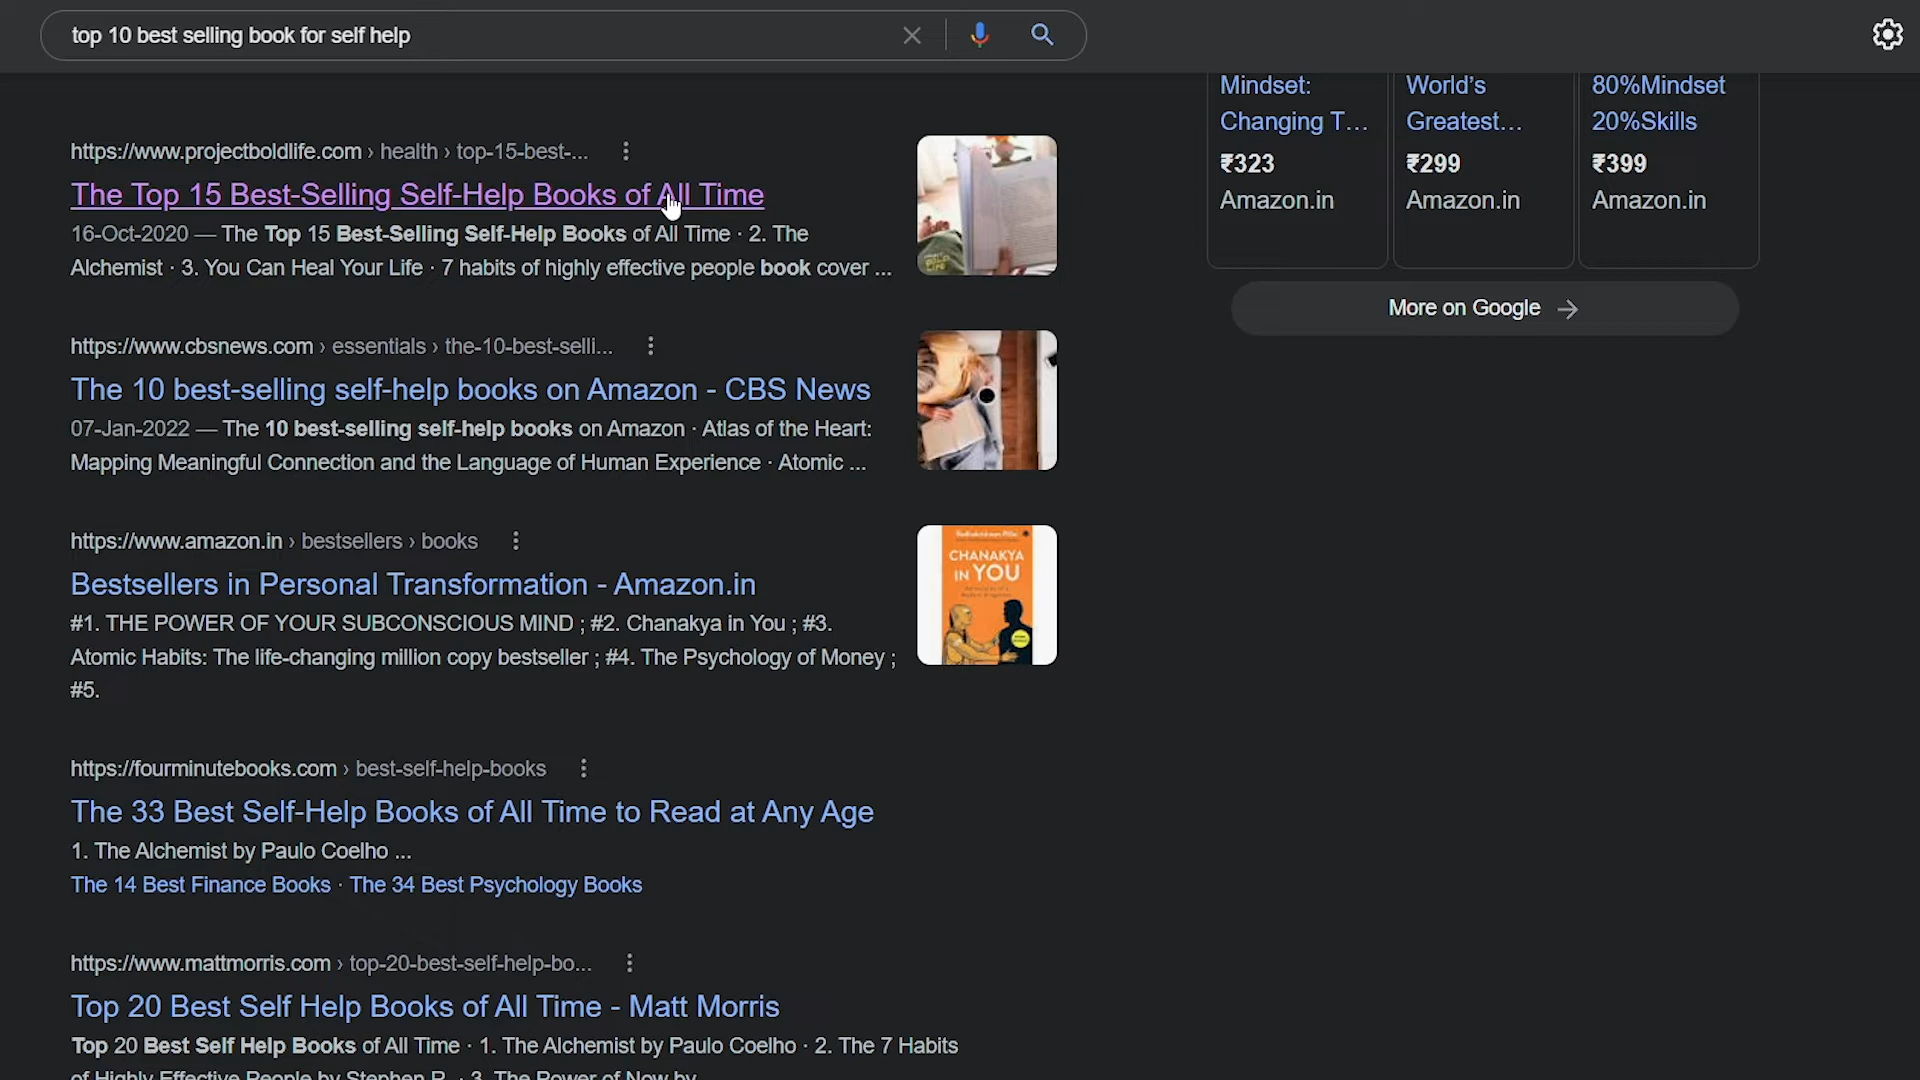 top 10 best selling book for self help
Mindset:
Changing T...
₹323
Amazon.in
World's
Greatest...
₹299
Amazon.in
80%Mindset
20%Skills
₹399
Amazon.in
More on Google →
https://www.projectboldlife.com › health › top-15-best-...
The Top 15 Best-Selling Self-Help Books of All Time
16-Oct-2020 — The Top 15 Best-Selling Self-Help Books of All Time · 2. The
Alchemist · 3. You Can Heal Your Life · 7 habits of highly effective people book cover ...
https://www.cbsnews.com › essentials › the-10-best-selli...
The 10 best-selling self-help books on Amazon - CBS News
07-Jan-2022 — The 10 best-selling self-help books on Amazon · Atlas of the Heart:
Mapping Meaningful Connection and the Language of Human Experience · Atomic ...
https://www.amazon.in › bestsellers › books
Bestsellers in Personal Transformation - Amazon.in
#1. THE POWER OF YOUR SUBCONSCIOUS MIND ; #2. Chanakya in You ; #3.
Atomic Habits: The life-changing million copy bestseller ; #4. The Psychology of Money ;
#5.
CHANAKYA
IN YOU
https://fourminutebooks.com › best-self-help-books
The 33 Best Self-Help Books of All Time to Read at Any Age
1. The Alchemist by Paulo Coelho ...
The 14 Best Finance Books · The 34 Best Psychology Books
https://www.mattmorris.com › top-20-best-self-help-bo...
Top 20 Best Self Help Books of All Time - Matt Morris
Top 20 Best Self Help Books of All Time · 1. The Alchemist by Paulo Coelho · 2. The 7 Habits
of Highly Effective People by Stephen R. · 3. The Power of Now by